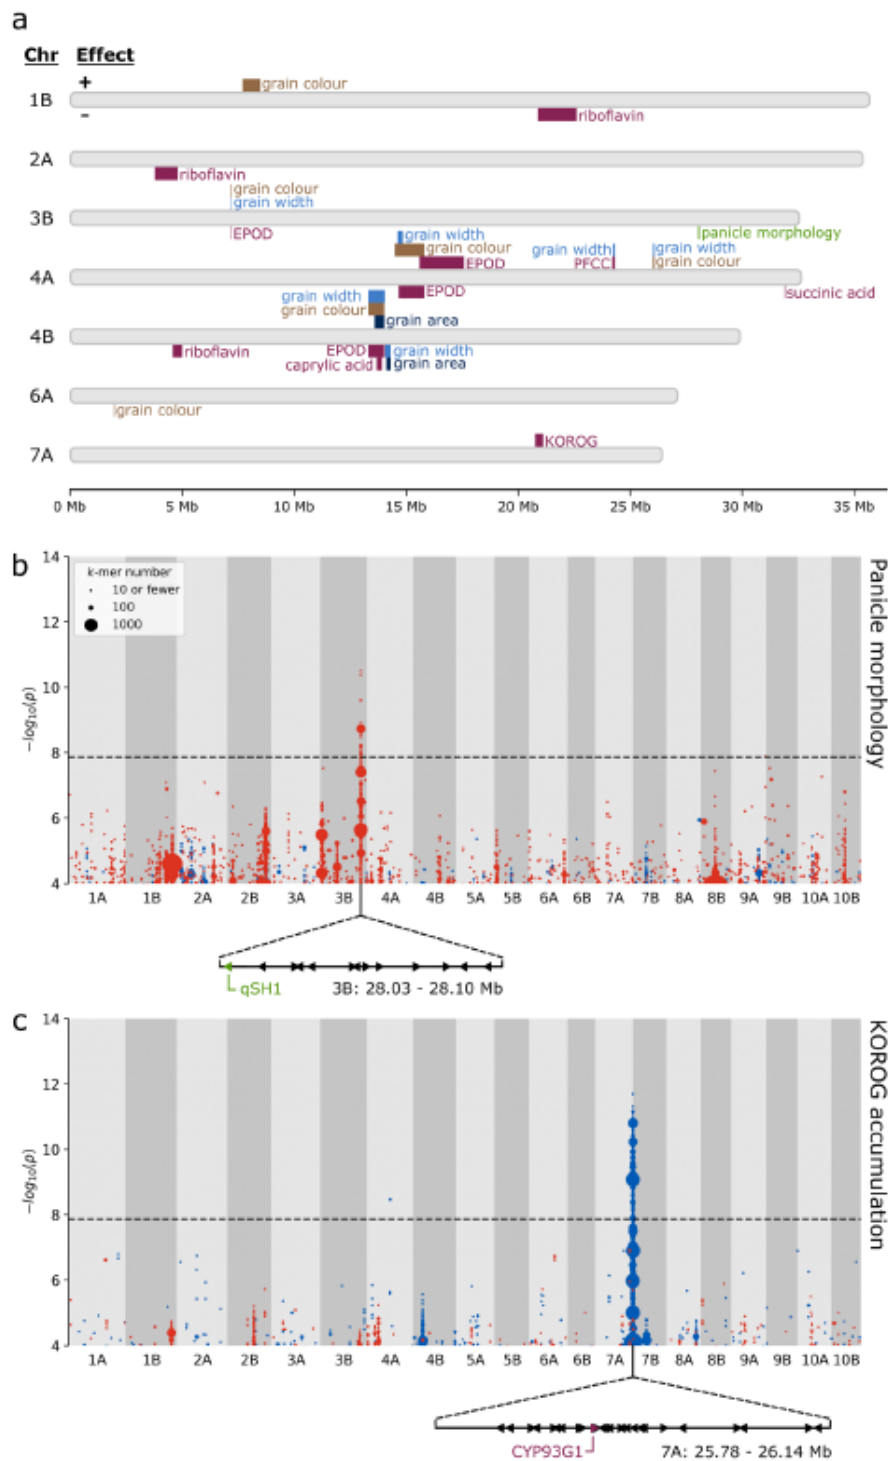 a
Chr Effect
+
grain colour
1B
-
riboflavin
2A
riboflavin
grain colour
grain width
3B
EPOD
panicle morphology
grain width
grain width
grain width
grain colour
EPOD
PFCC
grain colour
4A
EPOD
succinic acid
grain width
grain colour
grain area
4B
riboflavin
EPOD
grain width
caprylic acid
grain area
6A
grain colour
KOROG
7A
0 Mb 5 Mb 10 Mb 15 Mb 20 Mb 25 Mb 30 Mb 35 Mb
b
Panicle morphology
k-mer number
10 or fewer
100
1000
14
12
10
8
6
4
−log10(p)
1A 1B 2A 2B 3A 3B 4A 4B 5A 5B 6A 6B 7A 7B 8A 8B 9A 9B 10A 10B
qSH1
3B: 28.03 - 28.10 Mb
c
KOROG accumulation
14
12
10
8
6
4
−log10(p)
1A 1B 2A 2B 3A 3B 4A 4B 5A 5B 6A 6B 7A 7B 8A 8B 9A 9B 10A 10B
CYP93G1
7A: 25.78 - 26.14 Mb